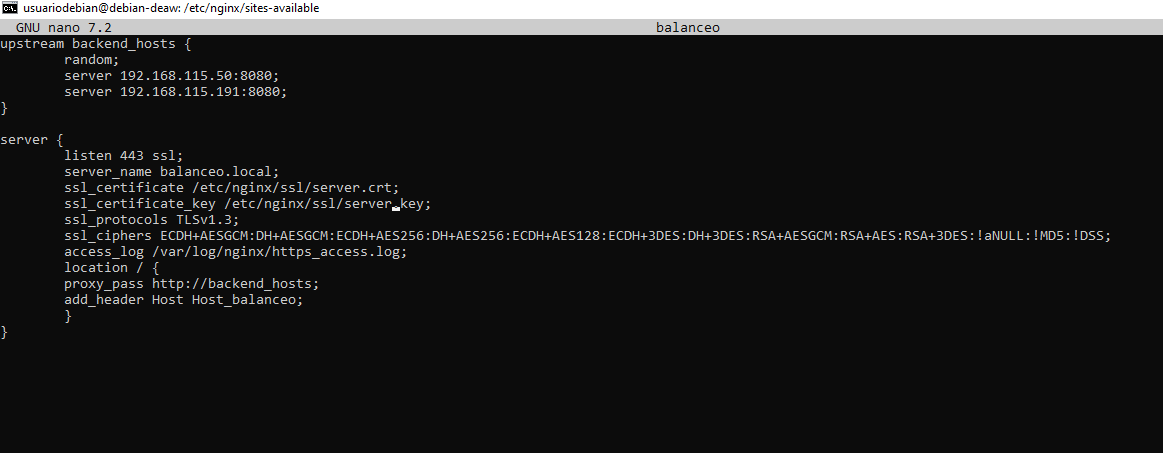 usuariodebian@debian-deaw: /etc/nginx/sites-available
GNU nano 7.2 balanceo
upstream backend_hosts {
random;
server 192.168.115.50:8080;
server 192.168.115.191:8080;
}
server {
listen 443 ssl;
server_name balanceo.local;
ssl_certificate /etc/nginx/ssl/server.crt;
ssl_certificate_key /etc/nginx/ssl/server.key;
ssl_protocols TLSv1.3;
ssl_ciphers ECDH+AESGCM:DH+AESGCM:ECDH+AES256:DH+AES256:ECDH+AES128:ECDH+3DES:DH+3DES:RSA+AESGCM:RSA+AES:RSA+3DES:!aNULL:!MD5:!DSS;
access_log /var/log/nginx/https_access.log;
location / {
proxy_pass http://backend_hosts;
add_header Host Host_balanceo;
}
}